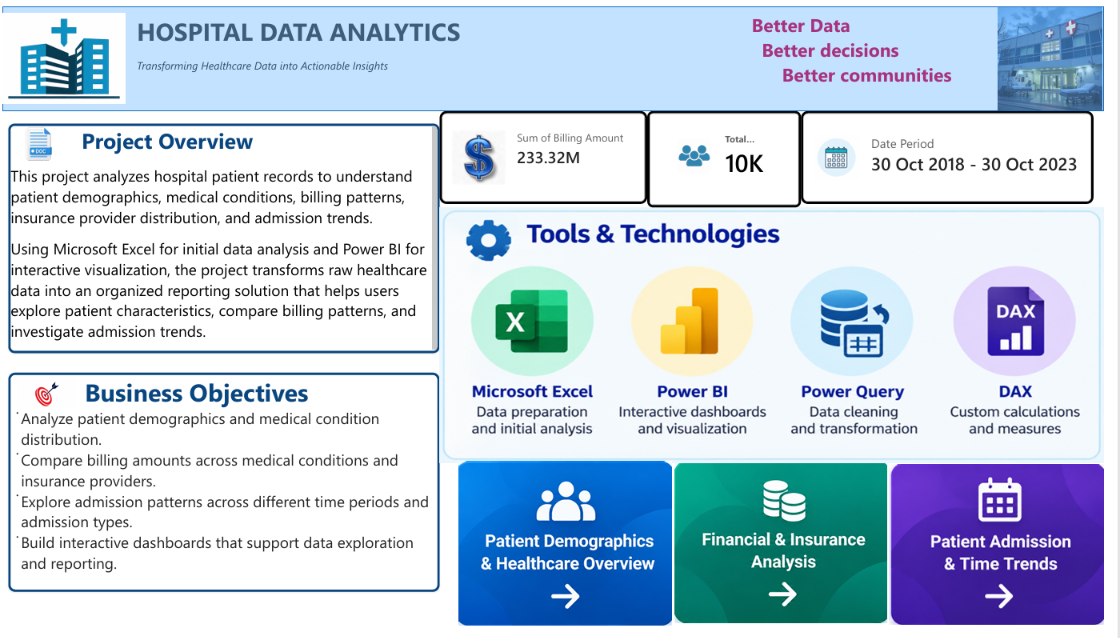 HOSPITAL DATA ANALYTICS
Transforming Healthcare Data into Actionable Insights
Better Data
Better decisions
Better communities
DOC
Project Overview
This project analyzes hospital patient records to understand
patient demographics, medical conditions, billing patterns,
insurance provider distribution, and admission trends.
Using Microsoft Excel for initial data analysis and Power BI for
interactive visualization, the project transforms raw healthcare
data into an organized reporting solution that helps users
explore patient characteristics, compare billing patterns, and
investigate admission trends.
Business Objectives
Analyze patient demographics and medical condition
distribution.
Compare billing amounts across medical conditions and
insurance providers.
Explore admission patterns across different time periods and
admission types.
Build interactive dashboards that support data exploration
and reporting.
Sum of Billing Amount
233.32M
Total...
10K
Date Period
30 Oct 2018 - 30 Oct 2023
Tools & Technologies
X
Microsoft Excel
Data preparation
and initial analysis
Power BI
Interactive dashboards
and visualization
Power Query
Data cleaning
and transformation
DAX
DAX
Custom calculations
and measures
Patient Demographics
& Healthcare Overview
Financial & Insurance
Analysis
Patient Admission
& Time Trends